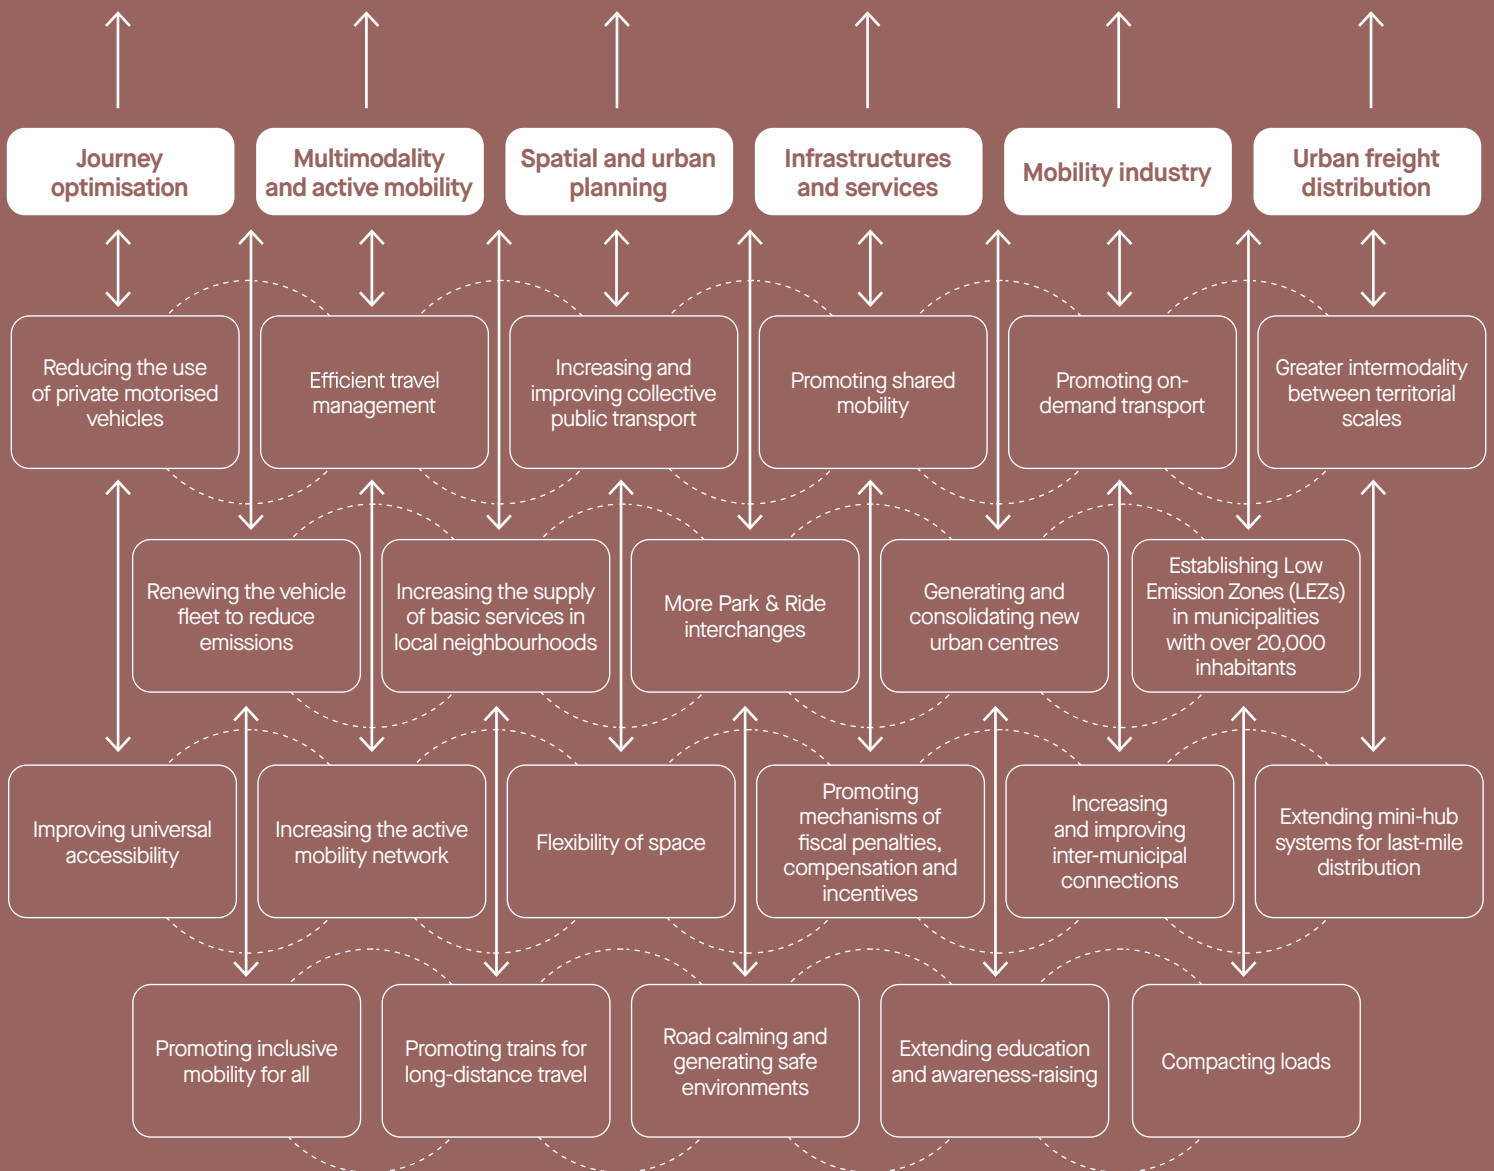 Journey
optimisation
Multimodality
and active mobility
Spatial and urban
planning
Infrastructures
and services
Mobility industry
Urban freight
distribution
Reducing the use
of private motorised
vehicles
Efficient travel
management
Increasing and
improving collective
public transport
Promoting shared
mobility
Promoting on-
demand transport
Greater intermodality
between territorial
scales
Renewing the vehicle
fleet to reduce
emissions
Increasing the supply
of basic services in
local neighbourhoods
More Park & Ride
interchanges
Generating and
consolidating new
urban centres
Establishing Low
Emission Zones (LEZs)
in municipalities
with over 20,000
inhabitants
Improving universal
accessibility
Increasing the active
mobility network
Flexibility of space
Promoting
mechanisms of
fiscal penalties,
compensation and
incentives
Increasing
and improving
inter-municipal
connections
Extending mini-hub
systems for last-mile
distribution
Promoting inclusive
mobility for all
Promoting trains for
long-distance travel
Road calming and
generating safe
environments
Extending education
and awareness-raising
Compacting loads